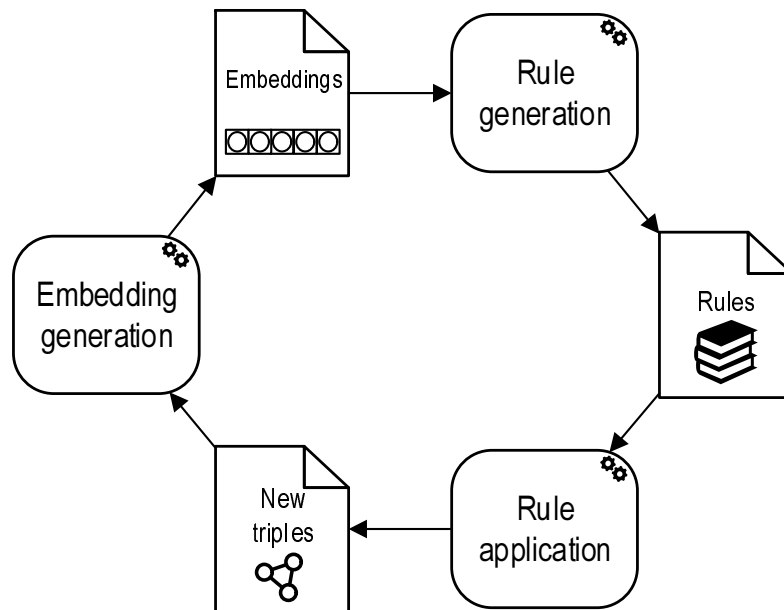 Embeddings
Rule
generation
Embedding
generation
Rules
New
triples
Rule
application